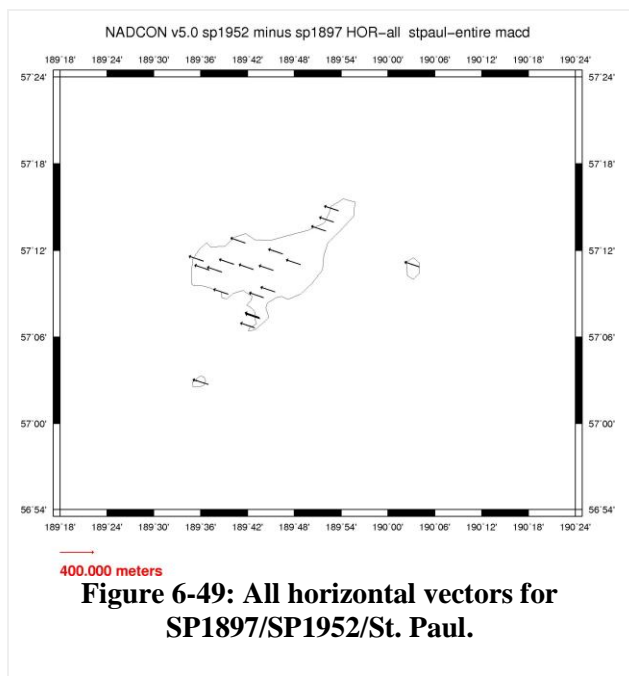 NADCON v5.0 sp1952 minus sp1897 HOR−all stpaul−entire macd
189˚18' 189˚24' 189˚30' 189˚36' 189˚42' 189˚48' 189˚54' 190˚00' 190˚06' 190˚12' 190˚18' 190˚24'
57˚24' 57˚24'
57˚18' 57˚18'
57˚12' 57˚12'
57˚06' 57˚06'
57˚00' 57˚00'
56˚54' 56˚54'
189˚18' 189˚24' 189˚30' 189˚36' 189˚42' 189˚48' 189˚54' 190˚00' 190˚06' 190˚12' 190˚18' 190˚24'
400.000 meters
Figure 6-49: All horizontal vectors for
SP1897/SP1952/St. Paul.